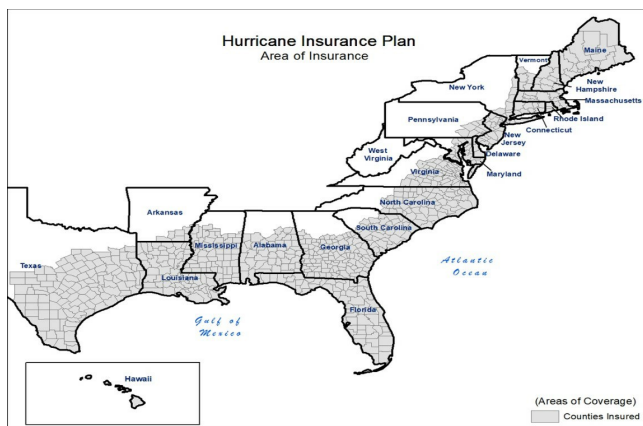 Hurricane Insurance Plan
Area of Insurance
Maine
Vermont
New York
New
Hampshire
Massachusetts
Rhode Island
Connecticut
Pennsylvania
New
Jersey
Delaware
Maryland
West
Virginia
Virginia
North Carolina
Arkansas
South Carolina
Mississippi
Alabama
Georgia
Texas
Louisiana
Atlantic
Ocean
Florida
Gulf of
Mexico
Hawaii
(Areas of Coverage)
Counties Insured